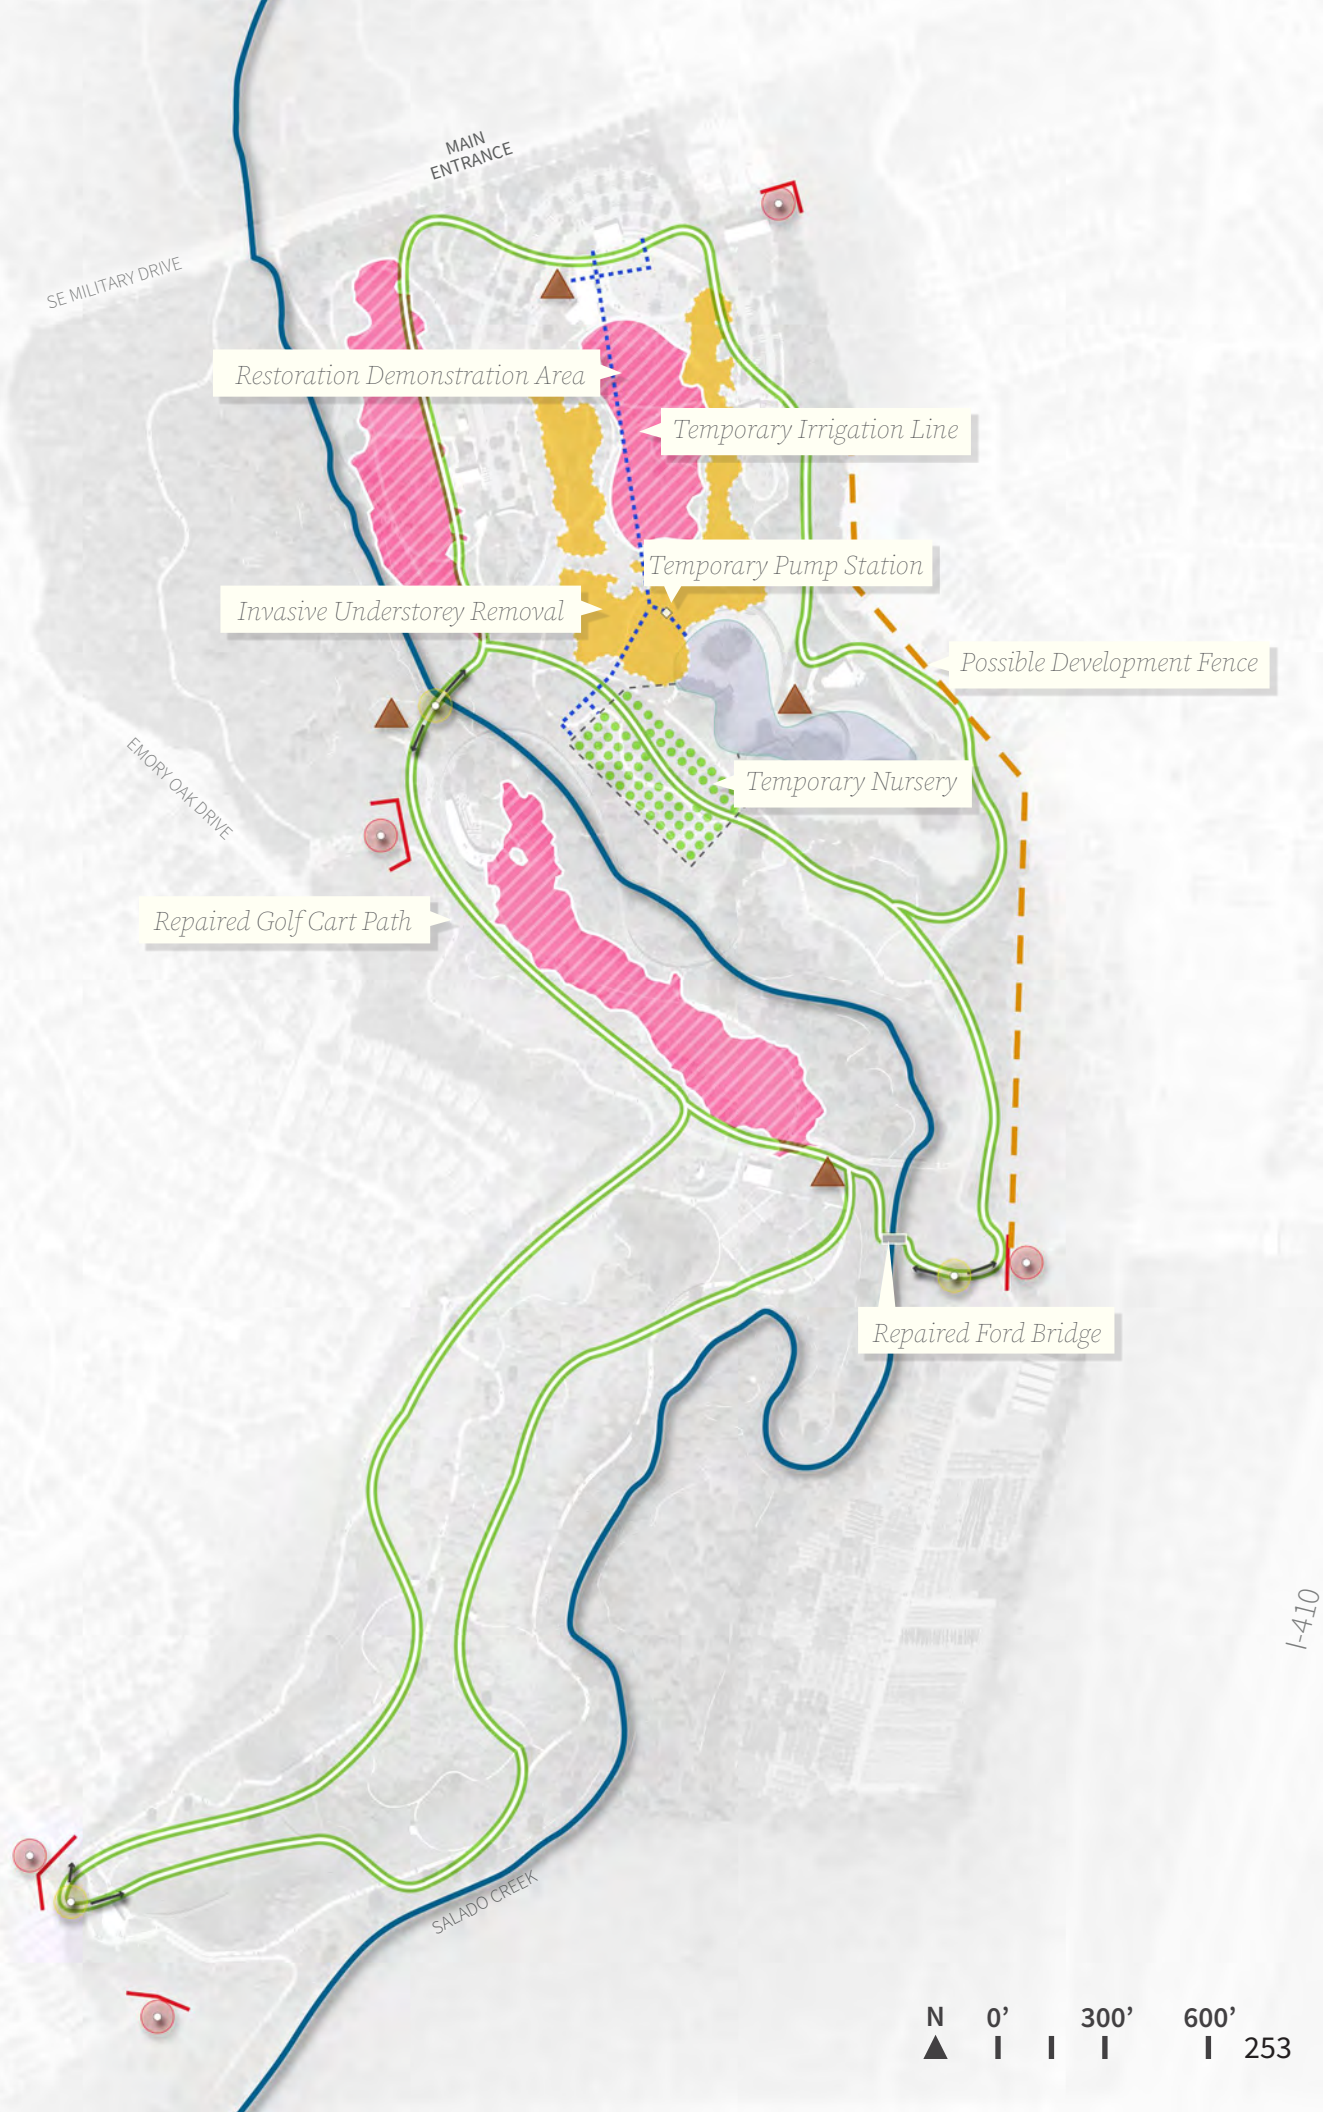 MAIN
ENTRANCE
SE MILITARY DRIVE
Restoration Demonstration Area
Temporary Irrigation Line
Temporary Pump Station
Invasive Understorey Removal
Possible Development Fence
EMORY OAK DRIVE
Temporary Nursery
Repaired Golf Cart Path
Repaired Ford Bridge
I-410
SALADO CREEK
N 0’ 300’ 600’
253